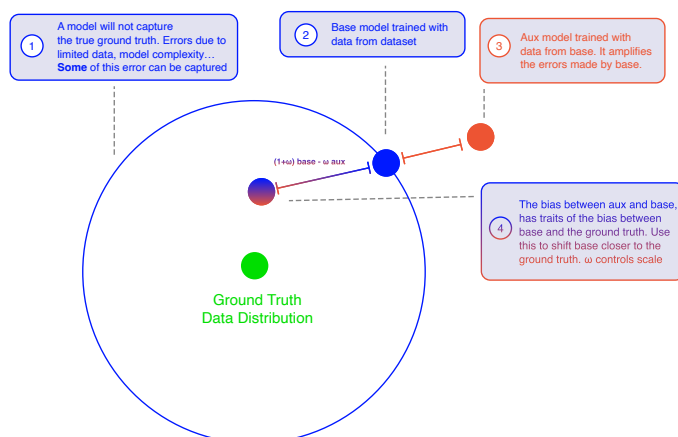 1
A model will not capture
the true ground truth. Errors due to
limited data, model complexity...
Some of this error can be captured
2
Base model trained with
data from dataset
3
Aux model trained with
data from base. It amplifies
the errors made by base.
(1+ω) base - ω aux
4
The bias between aux and base,
has traits of the bias between
base and the ground truth. Use
this to shift base closer to the
ground truth. ω controls scale
Ground Truth
Data Distribution